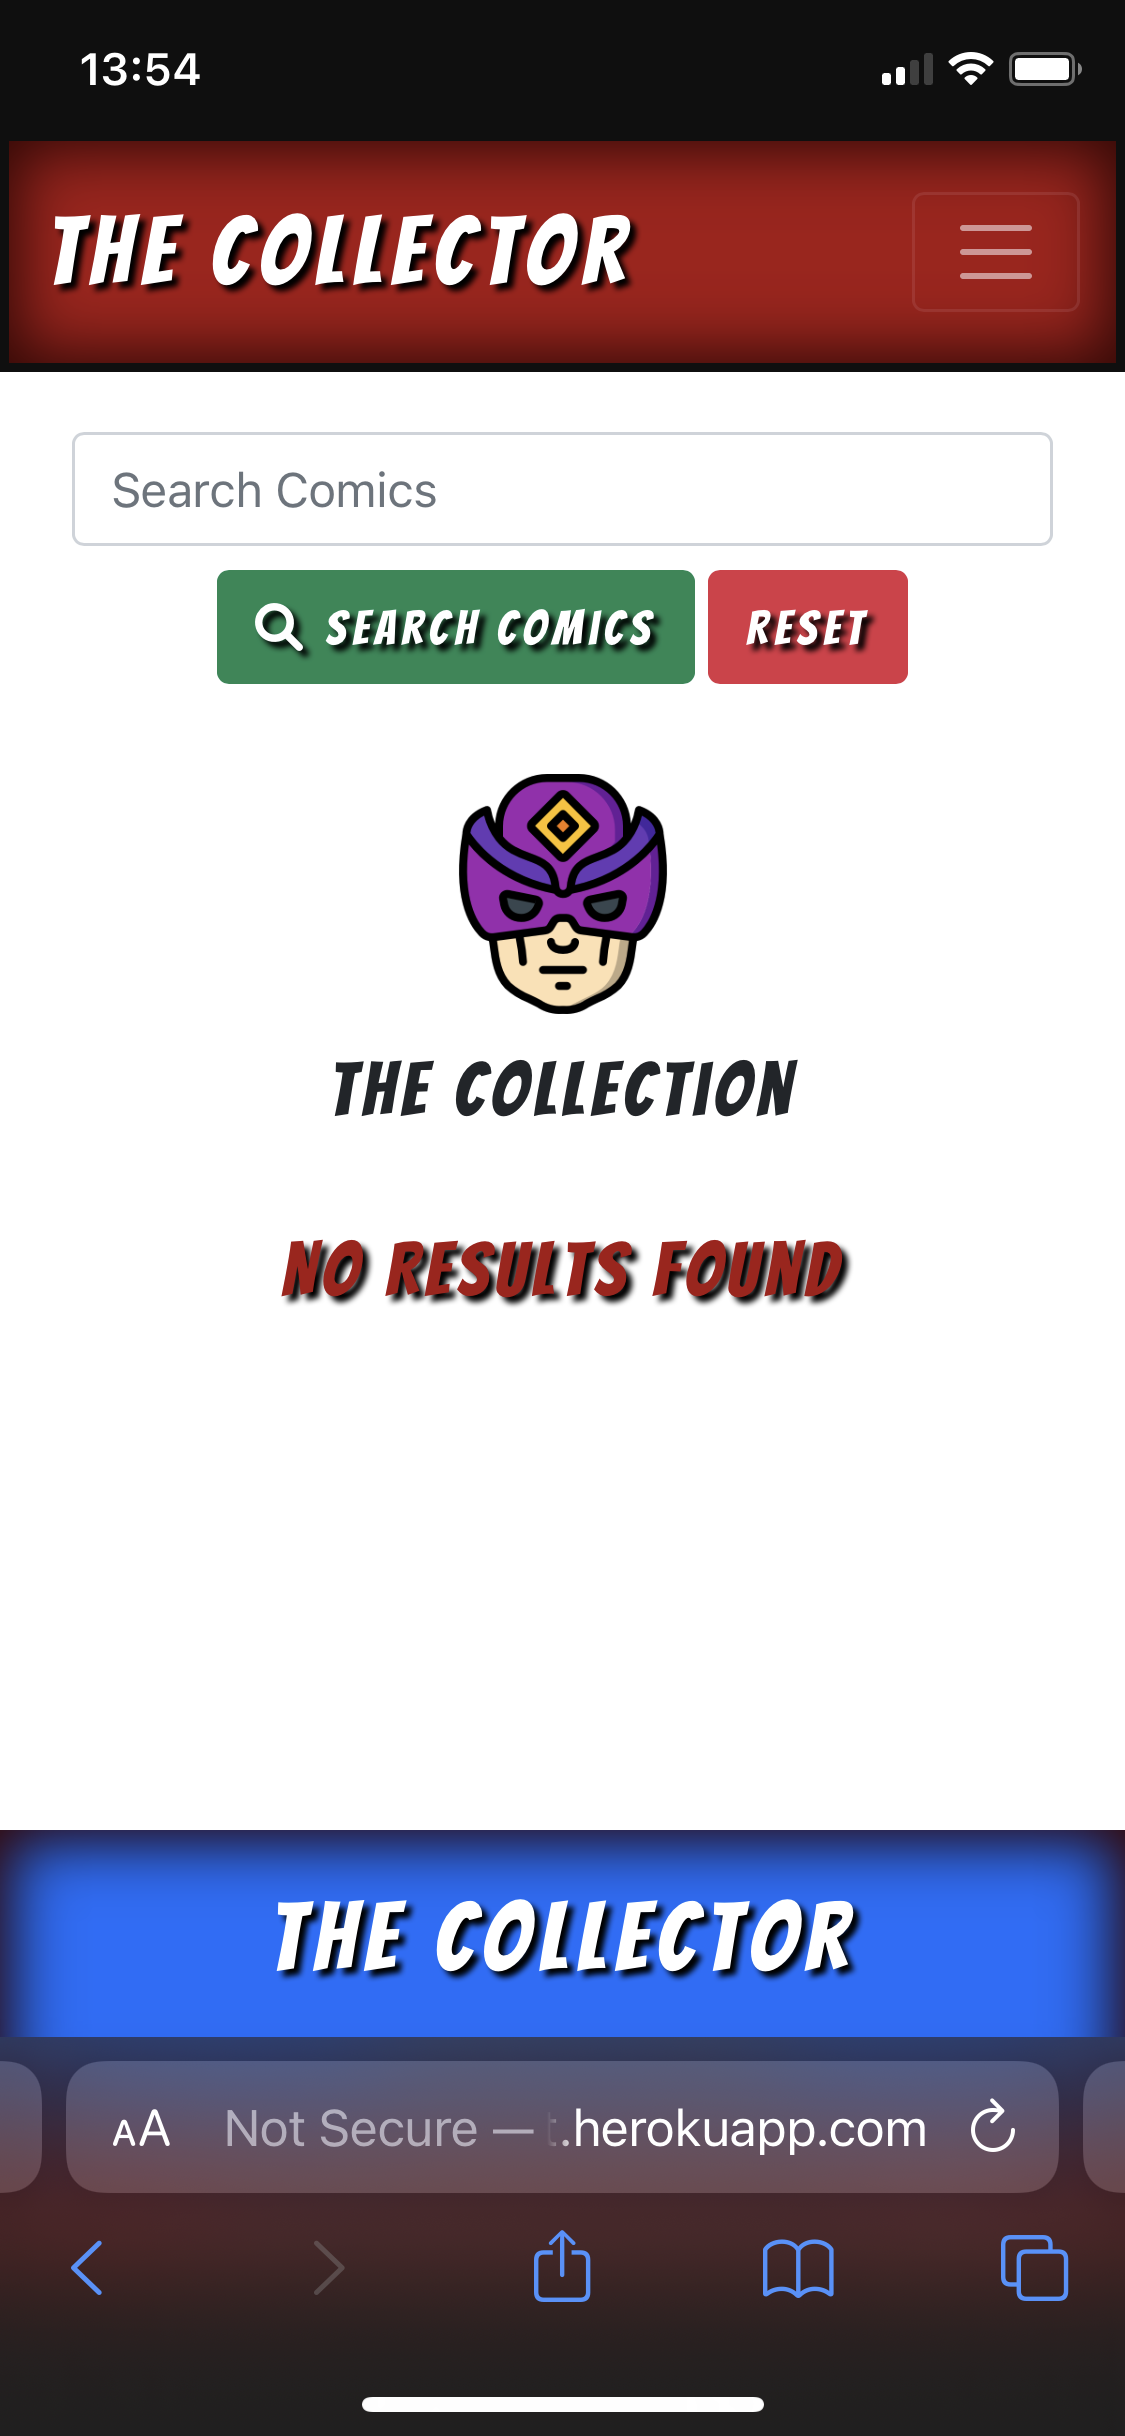 13:54
THE COLLECTOR
Search Comics
SEARCH COMICS RESET
THE COLLECTION
NO RESULTS FOUND
THE COLLECTOR
AA Not Secure — .herokuapp.com